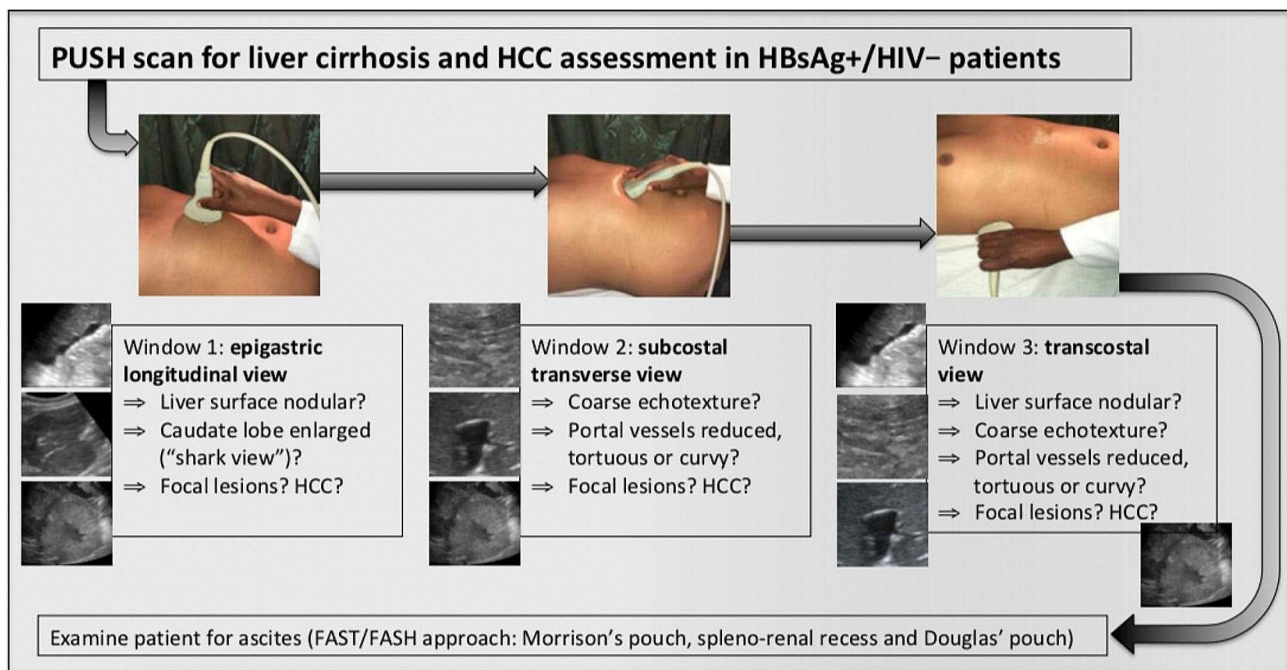 PUSH scan for liver cirrhosis and HCC assessment in HBsAg+/HIV− patients
Window 1: epigastric
longitudinal view
⇒ Liver surface nodular?
⇒ Caudate lobe enlarged
(“shark view”)?
⇒ Focal lesions? HCC?
Window 2: subcostal
transverse view
⇒ Coarse echotexture?
⇒ Portal vessels reduced,
tortuous or curvy?
⇒ Focal lesions? HCC?
Window 3: transcostal
view
⇒ Liver surface nodular?
⇒ Coarse echotexture?
⇒ Portal vessels reduced,
tortuous or curvy?
⇒ Focal lesions? HCC?
Examine patient for ascites (FAST/FASH approach: Morrison’s pouch, spleno-renal recess and Douglas’ pouch)